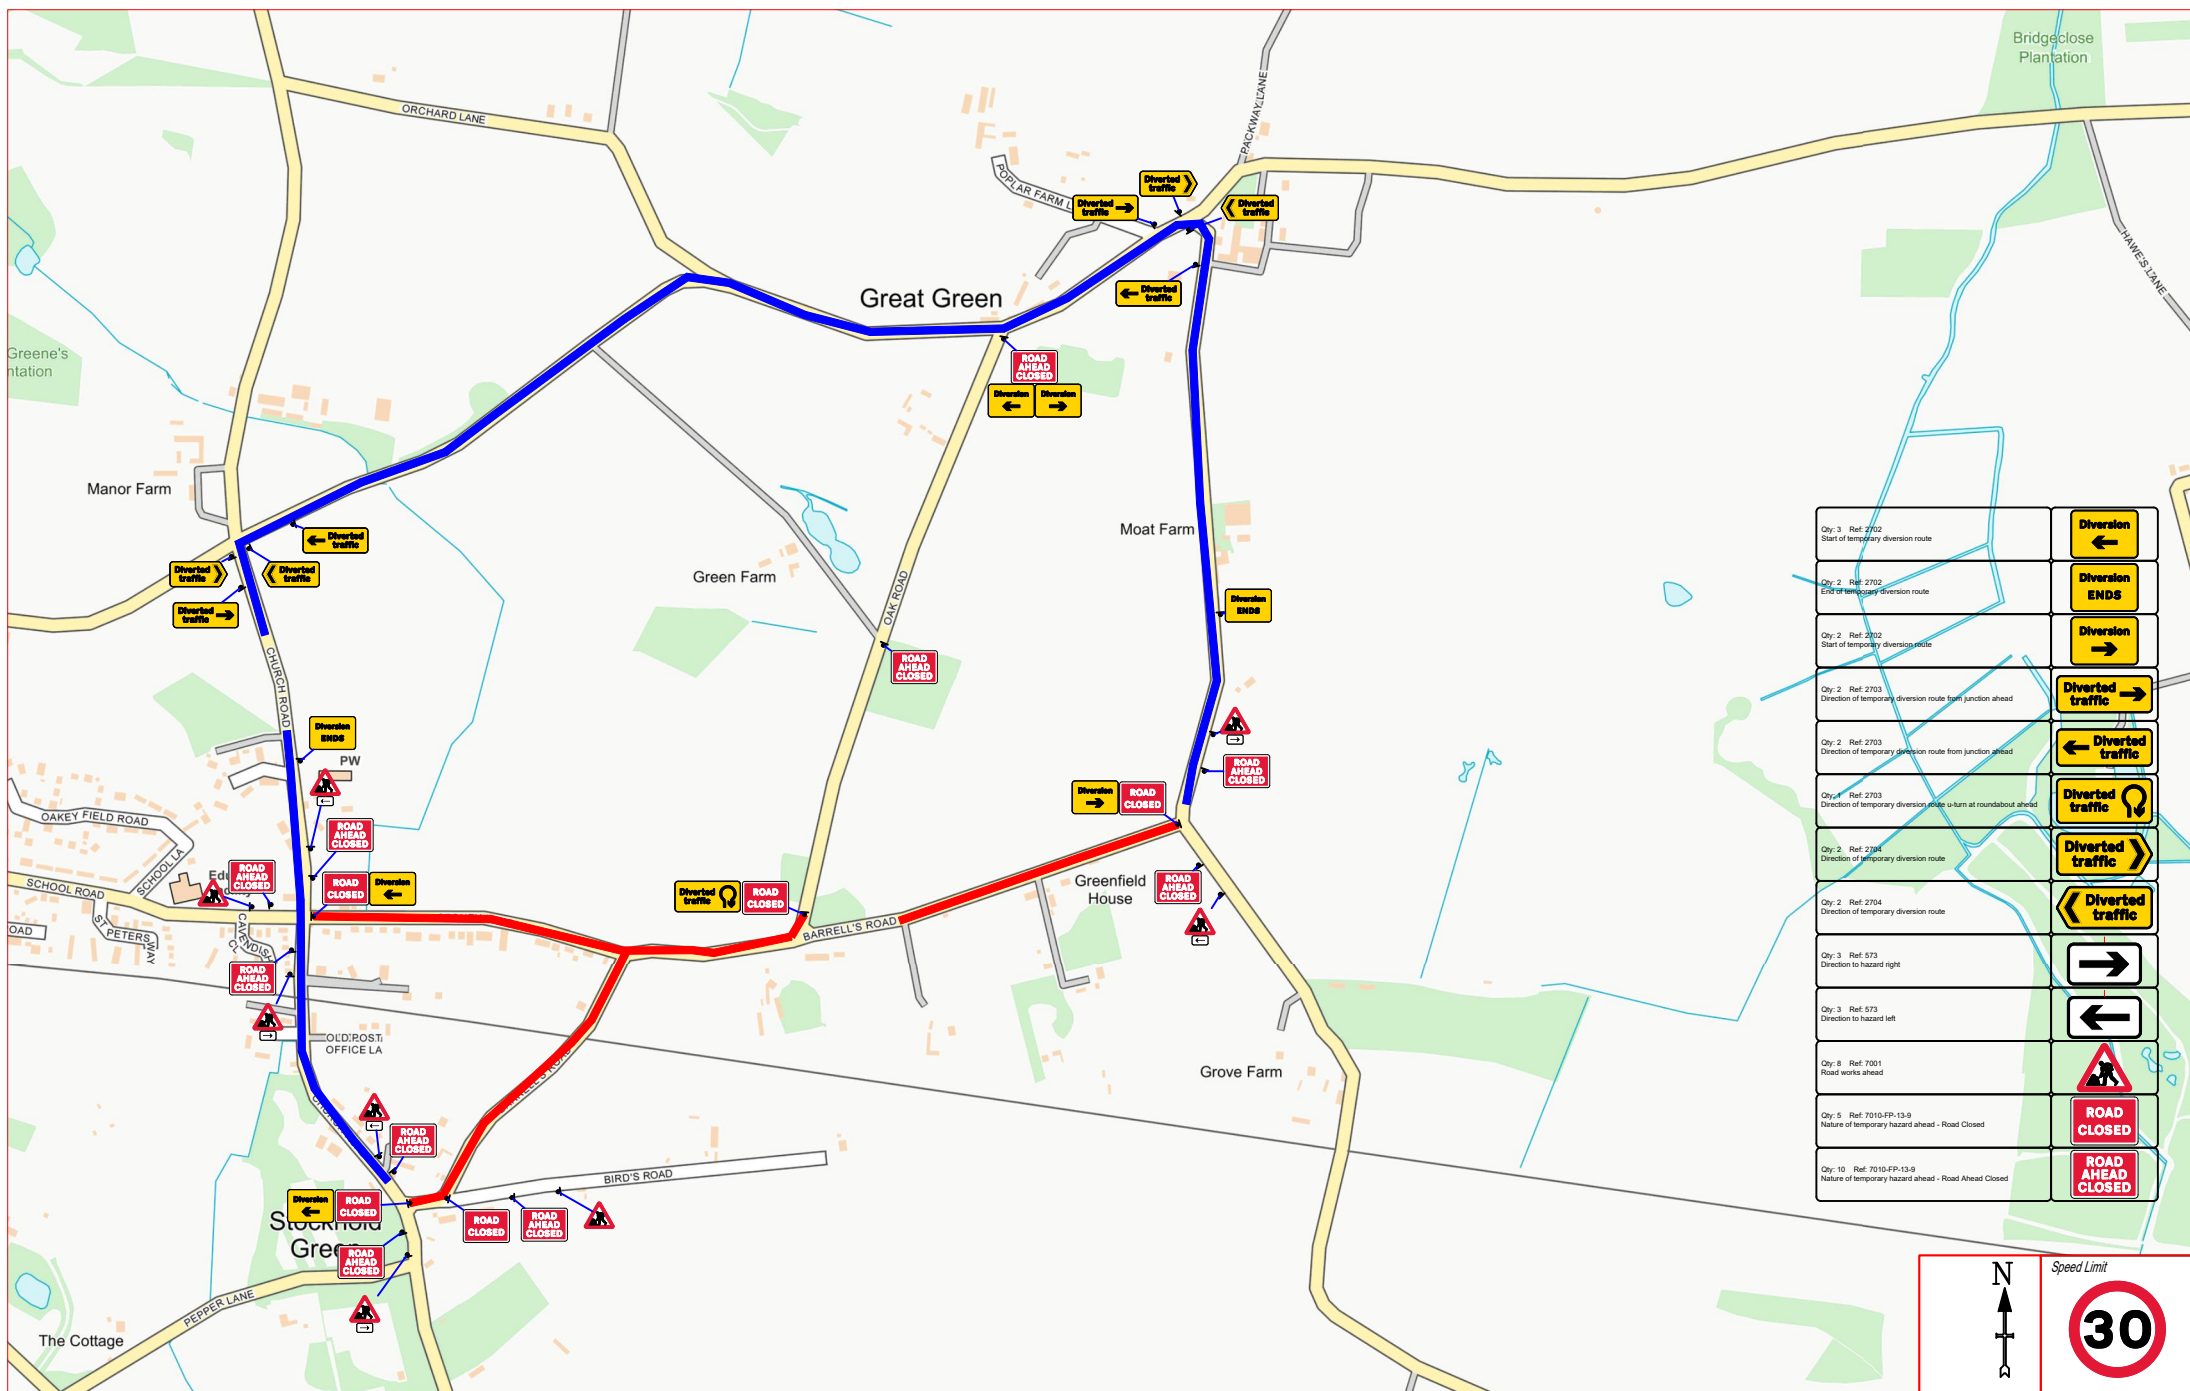 Bridgeclose
Plantation
ORCHARD LANE
PACKWAY LANE
POPLAR FARM
Diverted
traffic
Diverted
traffic
Diverted
traffic
Diverted
traffic
HAWE'S LANE
Great Green
Greene's
ntation
ROAD
AHEAD
CLOSED
Diversion
Diversion
Manor Farm
Moat Farm
Diverted
traffic
Diverted
traffic
Diverted
traffic
Diverted
traffic
Green Farm
OAK ROAD
Diversion
ENDS
ROAD
AHEAD
CLOSED
CHURCH ROAD
Diversion
ENDS
PW
ROAD
AHEAD
CLOSED
Diversion
ROAD
CLOSED
OAKEY FIELD ROAD
SCHOOL LA
ROAD
AHEAD
CLOSED
ROAD
AHEAD
CLOSED
SCHOOL ROAD
ROAD
CLOSED
Diversion
Diverted
traffic
ROAD
CLOSED
Greenfield
House
ROAD
AHEAD
CLOSED
BARRELL'S ROAD
OAD
ST PETERS WAY
CAVENDISH
CL
ROAD
AHEAD
CLOSED
OLD POST
OFFICE LA
Grove Farm
ROAD
AHEAD
CLOSED
BIRD'S ROAD
Diversion
ROAD
CLOSED
ROAD
CLOSED
ROAD
AHEAD
CLOSED
Stockhold
Green
ROAD
AHEAD
CLOSED
PEPPER LANE
The Cottage
Qty: 3 Ref: 2702
Start of temporary diversion route
Diversion
Qty: 2 Ref: 2702
End of temporary diversion route
Diversion
ENDS
Qty: 2 Ref: 2702
Start of temporary diversion route
Diversion
Qty: 2 Ref: 2703
Direction of temporary diversion route from junction ahead
Diverted
traffic
Qty: 2 Ref: 2703
Direction of temporary diversion route from junction ahead
Diverted
traffic
Qty: 1 Ref: 2703
Direction of temporary diversion route u-turn at roundabout ahead
Diverted
traffic
Qty: 2 Ref: 2704
Direction of temporary diversion route
Diverted
traffic
Qty: 2 Ref: 2704
Direction of temporary diversion route
Diverted
traffic
Qty: 3 Ref: 573
Direction to hazard right
Qty: 3 Ref: 573
Direction to hazard left
Qty: 8 Ref: 7001
Road works ahead
Qty: 5 Ref: 7010-FP-13-9
Nature of temporary hazard ahead - Road Closed
ROAD
CLOSED
Qty: 10 Ref: 7010-FP-13-9
Nature of temporary hazard ahead - Road Ahead Closed
ROAD
AHEAD
CLOSED
N
Speed Limit
30